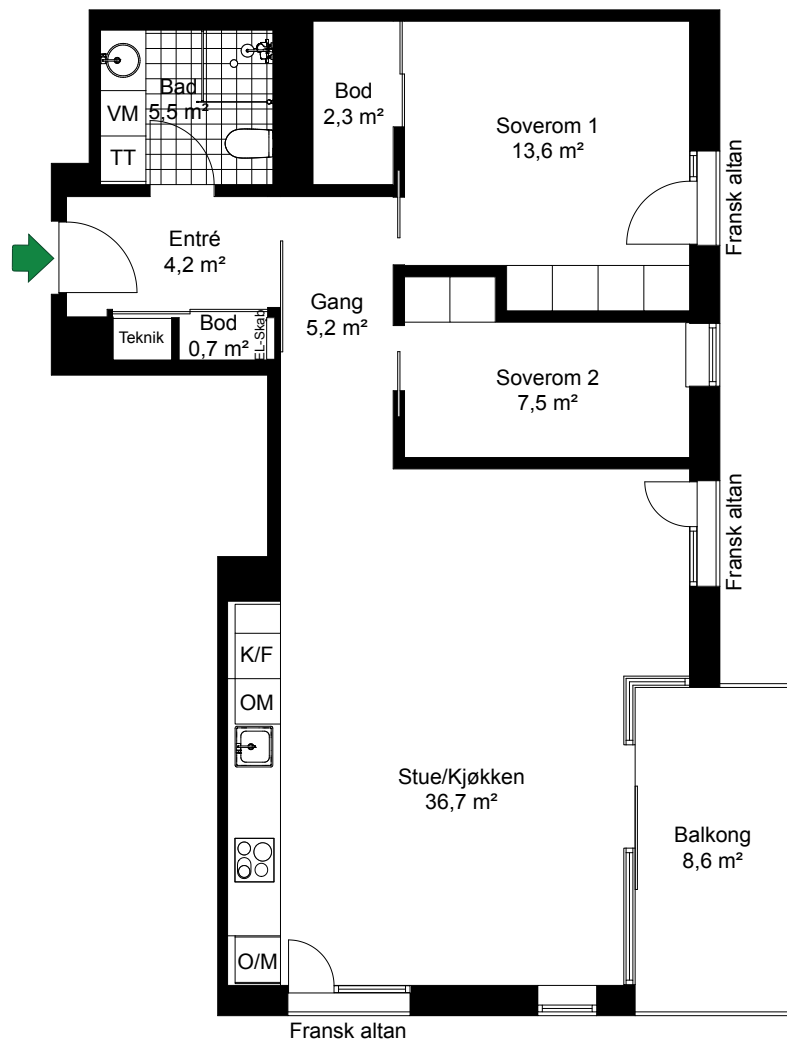 Bad
5,5 m²
VM
TT
Bod
2,3 m²
Soverom 1
13,6 m²
Fransk altan
Entré
4,2 m²
Gang
5,2 m²
Teknik
Bod
0,7 m²
EL-Skab
Soverom 2
7,5 m²
Fransk altan
K/F
OM
Stue/Kjøkken
36,7 m²
Balkong
8,6 m²
O/M
Fransk altan